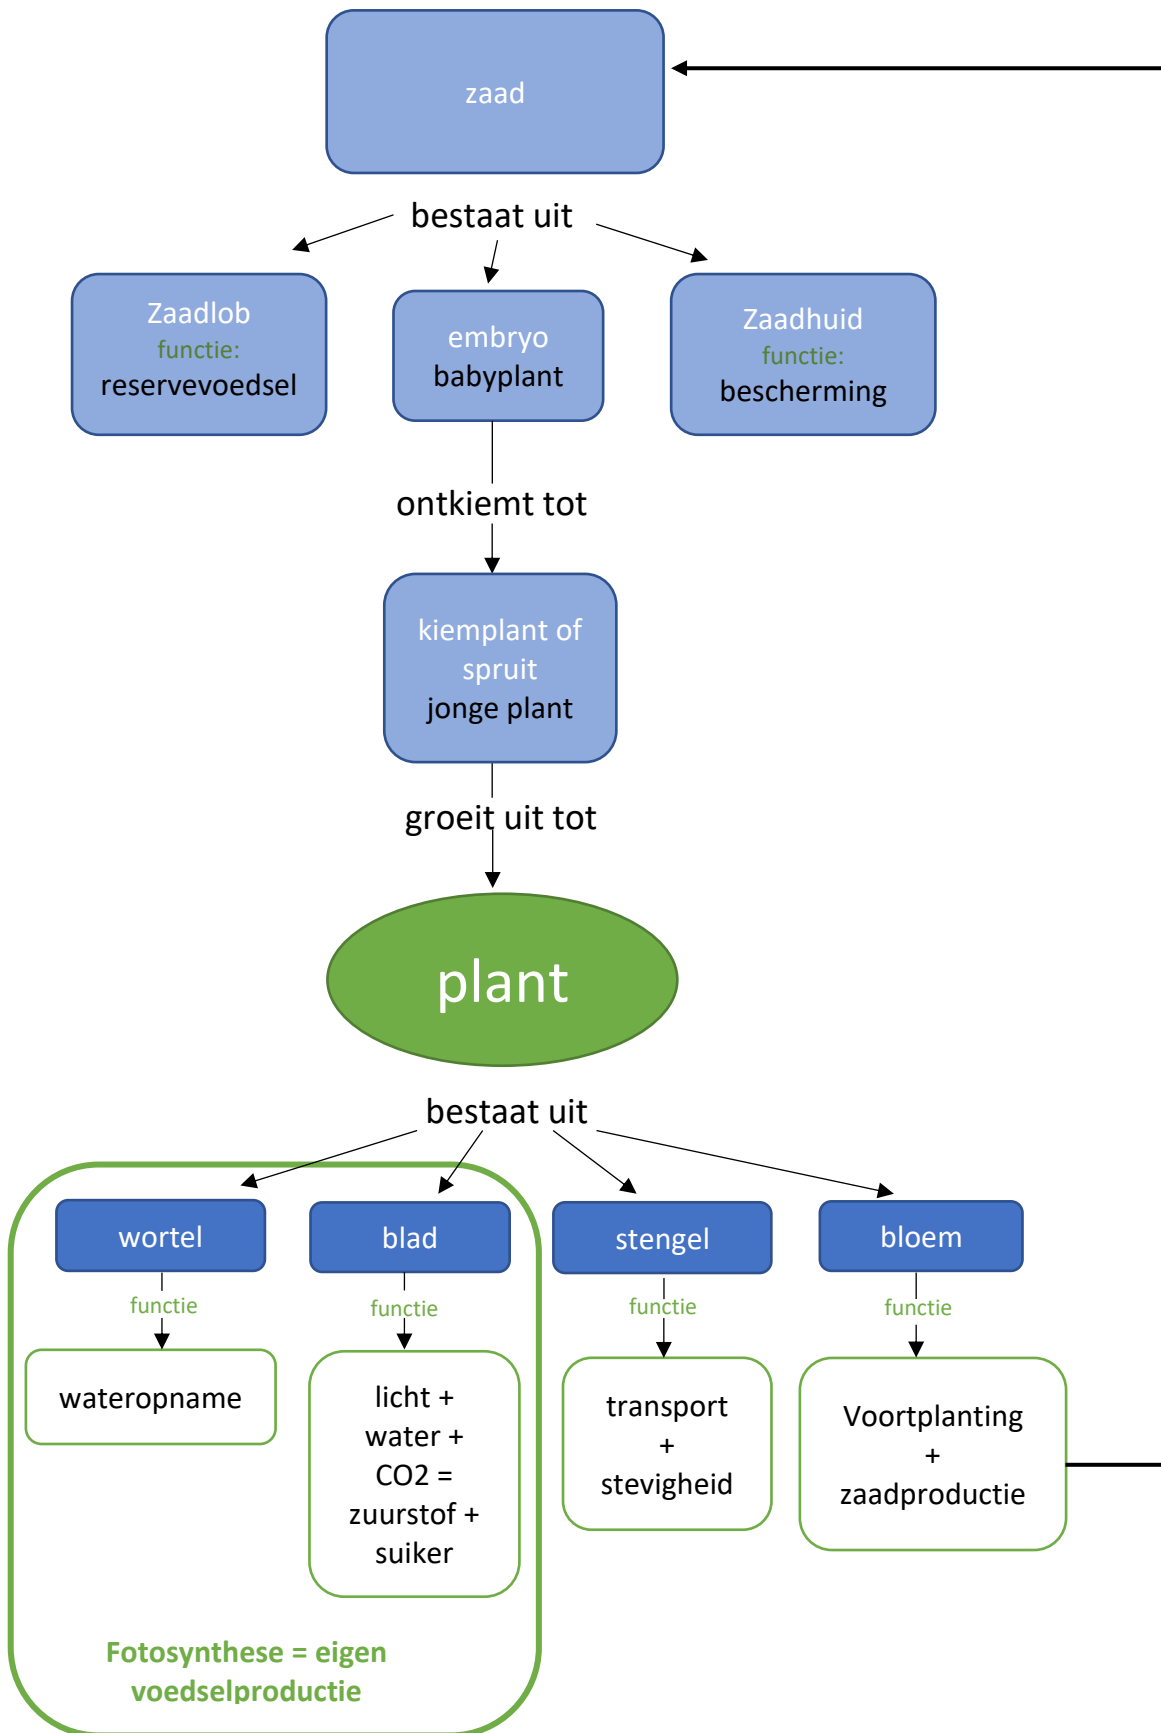 zaad
bestaat uit
Zaadlob
functie:
reservevoedsel
embryo
babyplant
Zaadhuid
functie:
bescherming
ontkiemt tot
kiemplant of
spruit
jonge plant
groeit uit tot
plant
bestaat uit
wortel
blad
stengel
bloem
functie
functie
functie
functie
wateropname
licht +
water +
CO2 =
zuurstof +
suiker
transport
+
stevigheid
Voortplanting
+
zaadproductie
Fotosynthese = eigen
voedselproductie